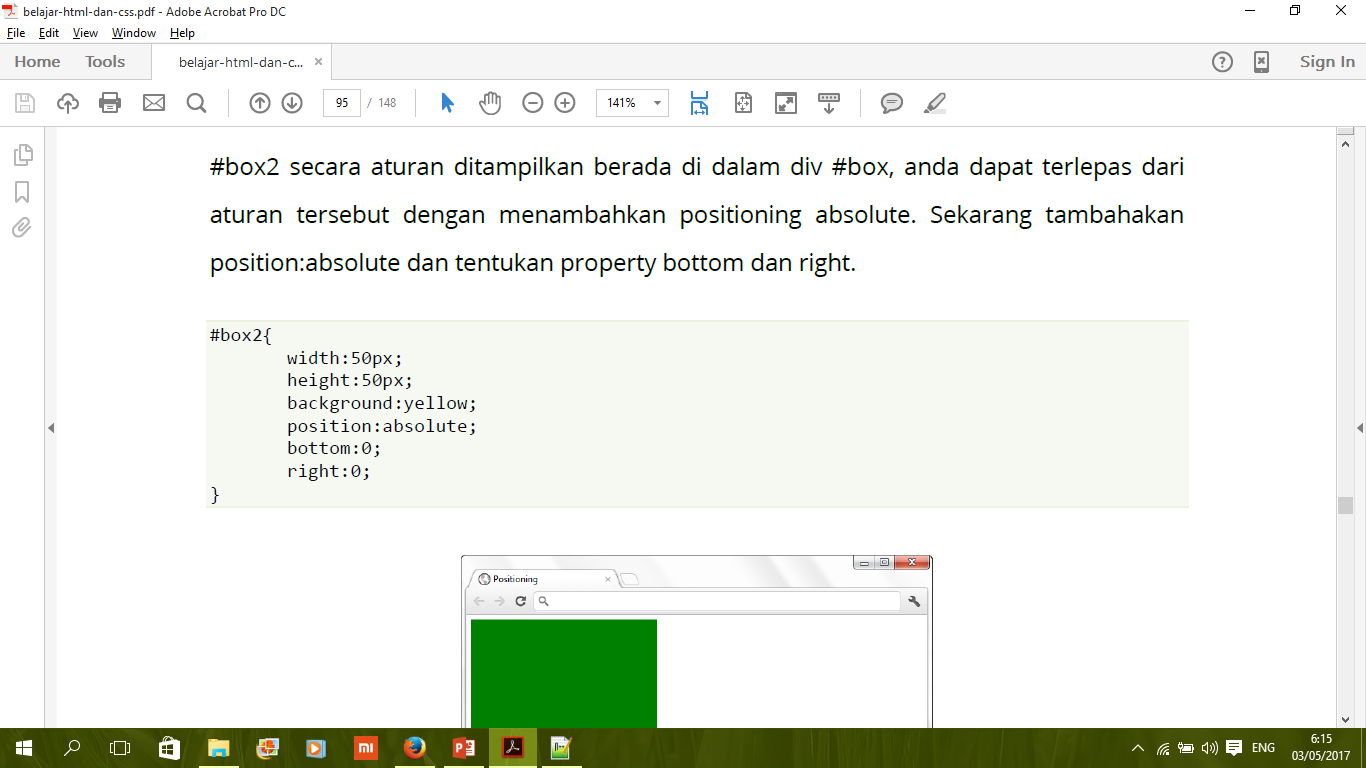 belajar-html-dan-css.pdf - Adobe Acrobat Pro DC
File Edit View Window Help
Home Tools belajar-html-dan-c... × Sign In
95 / 148 141%
#box2 secara aturan ditampilkan berada di dalam div #box, anda dapat terlepas dari
aturan tersebut dengan menambahkan positioning absolute. Sekarang tambahakan
position:absolute dan tentukan property bottom dan right.
#box2{
width:50px;
height:50px;
background:yellow;
position:absolute;
bottom:0;
right:0;
}
Positioning
mi
ENG
6:15
03/05/2017